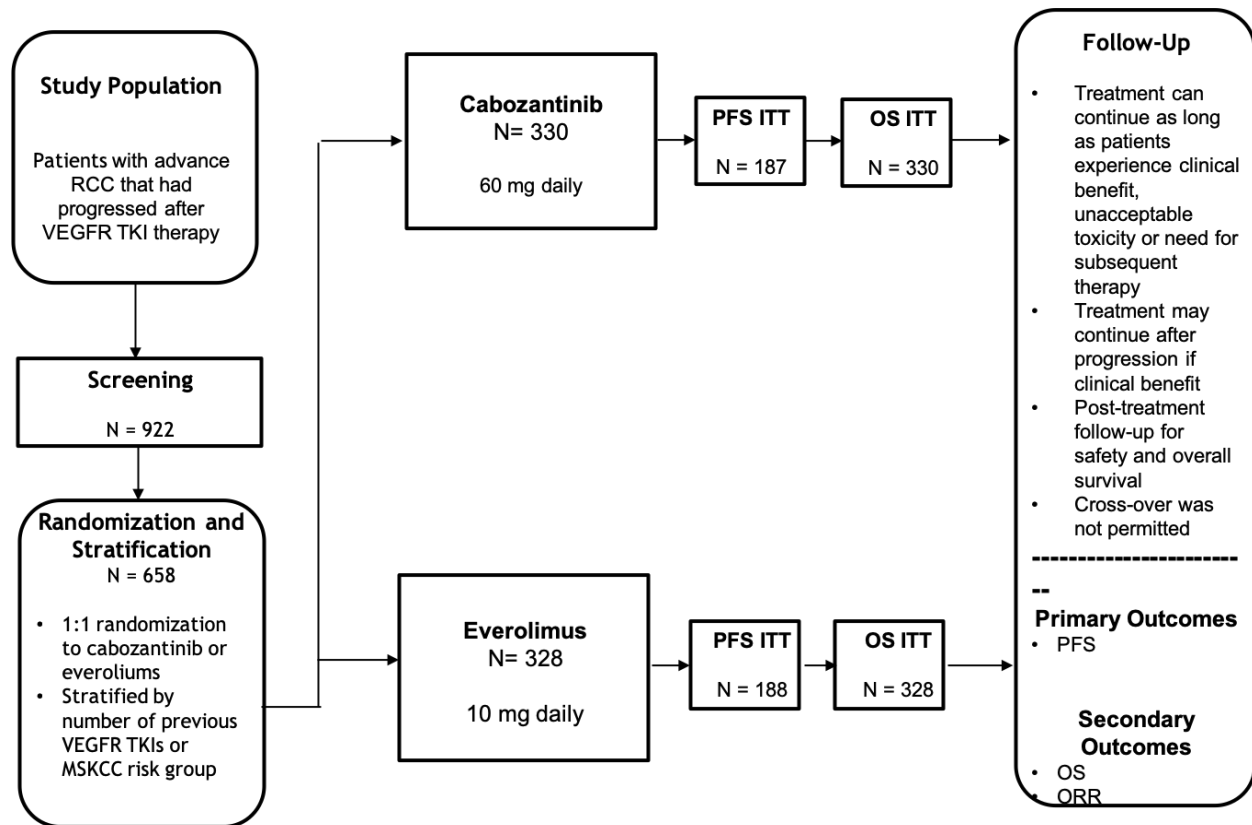 Study Population
Patients with advance
RCC that had
progressed after
VEGFR TKI therapy
Screening
N = 922
Randomization and
Stratification
N = 658
• 1:1 randomization
to cabozantinib or
everoliums
• Stratified by
number of previous
VEGFR TKIs or
MSKCC risk group
Cabozantinib
N= 330
60 mg daily
PFS ITT
N = 187
OS ITT
N = 330
Everolimus
N= 328
10 mg daily
PFS ITT
N = 188
OS ITT
N = 328
Follow-Up
• Treatment can
continue as long
as patients
experience clinical
benefit,
unacceptable
toxicity or need for
subsequent
therapy
• Treatment may
continue after
progression if
clinical benefit
• Post-treatment
follow-up for
safety and overall
survival
• Cross-over was
not permitted
-----------------------
--
Primary Outcomes
• PFS
Secondary
Outcomes
• OS
• ORR